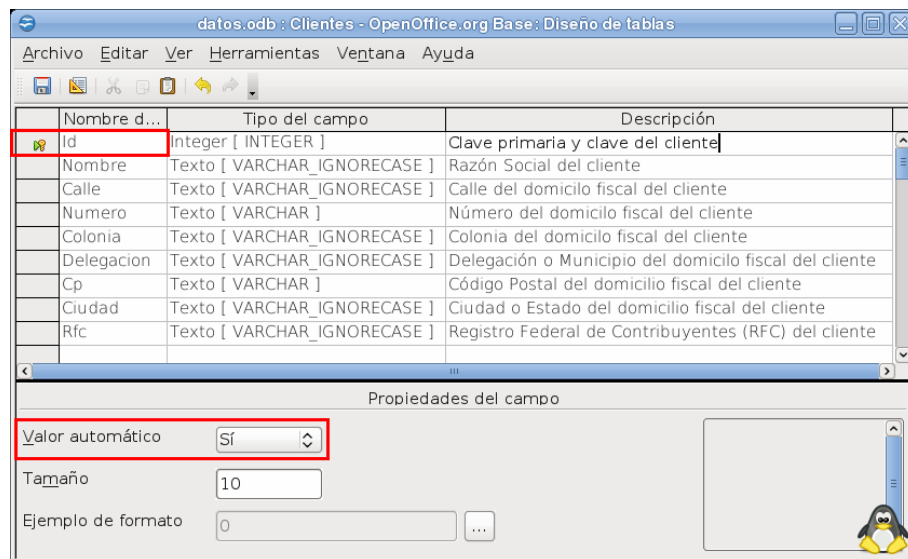 datos.odb : Clientes - OpenOffice.org Base: Diseño de tablas
Archivo Editar Ver Herramientas Ventana Ayuda
Nombre d... Tipo del campo Descripción
Id Integer [ INTEGER ] Clave primaria y clave del cliente
Nombre Texto [ VARCHAR_IGNORECASE ] Razón Social del cliente
Calle Texto [ VARCHAR_IGNORECASE ] Calle del domicilo fiscal del cliente
Numero Texto [ VARCHAR ] Número del domicilo fiscal del cliente
Colonia Texto [ VARCHAR_IGNORECASE ] Colonia del domicilo fiscal del cliente
Delegacion Texto [ VARCHAR_IGNORECASE ] Delegación o Municipio del domicilo fiscal del cliente
Cp Texto [ VARCHAR ] Código Postal del domicilio fiscal del cliente
Ciudad Texto [ VARCHAR_IGNORECASE ] Ciudad o Estado del domicilio fiscal del cliente
Rfc Texto [ VARCHAR_IGNORECASE ] Registro Federal de Contribuyentes (RFC) del cliente
Propiedades del campo
Valor automático Sí
Tamaño 10
Ejemplo de formato 0 ...